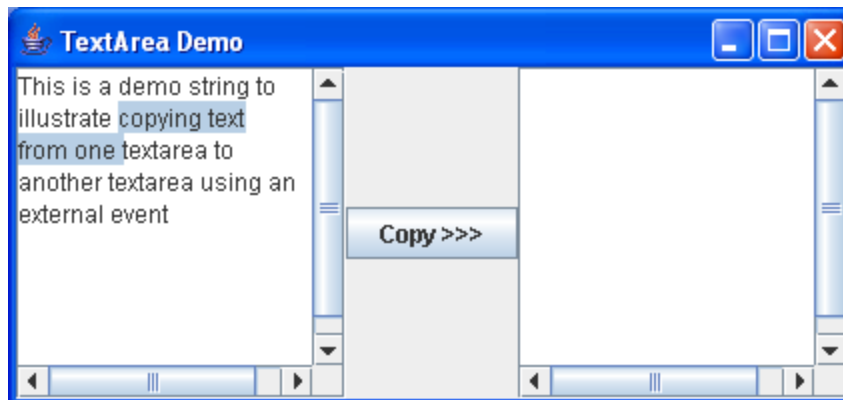 TextArea Demo
This is a demo string to
illustrate copying text
from one textarea to
another textarea using an
external event
Copy >>>